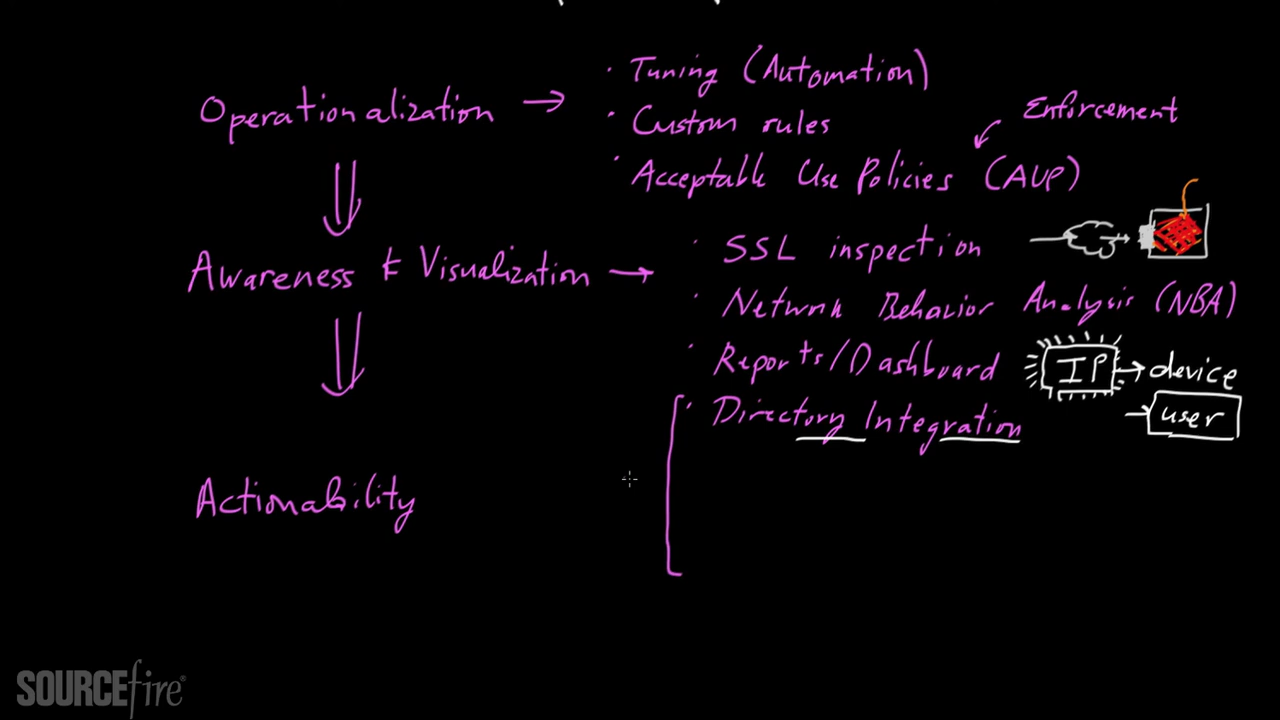 Operationalization →
· Tuning (Automation)
· Custom rules
Enforcement
· Acceptable Use Policies (AUP)
Awareness & Visualization →
· SSL inspection
· Network Behavior Analysis (NBA)
· Reports/Dashboard
IP → device
→ user
· Directory Integration
Actionability
SOURCEfire®